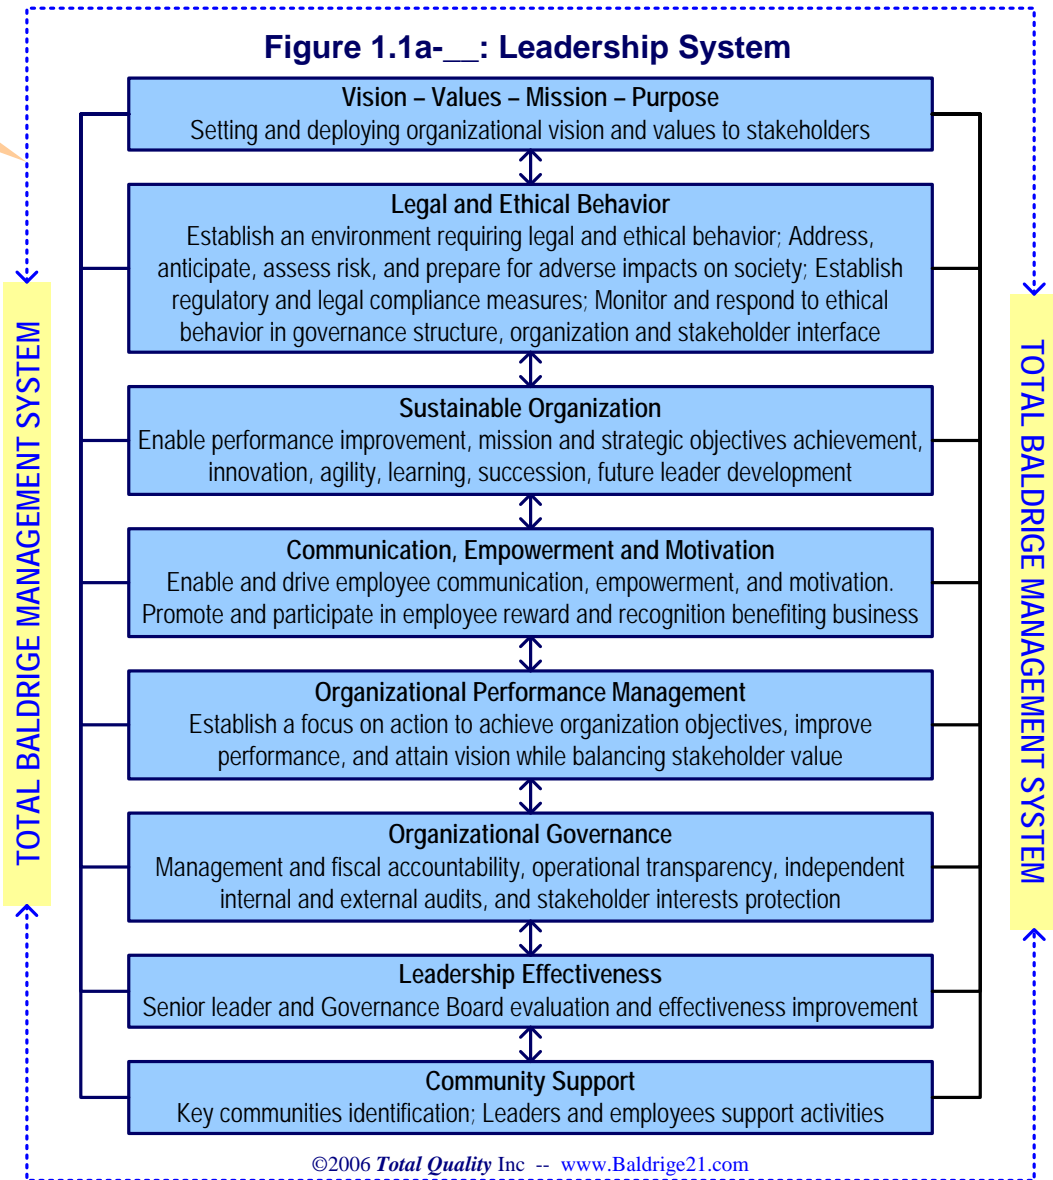 Figure 1.1a-__: Leadership System
Vision – Values – Mission – Purpose
Setting and deploying organizational vision and values to stakeholders
Legal and Ethical Behavior
Establish an environment requiring legal and ethical behavior; Address,
anticipate, assess risk, and prepare for adverse impacts on society; Establish
regulatory and legal compliance measures; Monitor and respond to ethical
behavior in governance structure, organization and stakeholder interface
Sustainable Organization
Enable performance improvement, mission and strategic objectives achievement,
innovation, agility, learning, succession, future leader development
Communication, Empowerment and Motivation
Enable and drive employee communication, empowerment, and motivation.
Promote and participate in employee reward and recognition benefiting business
Organizational Performance Management
Establish a focus on action to achieve organization objectives, improve
performance, and attain vision while balancing stakeholder value
Organizational Governance
Management and fiscal accountability, operational transparency, independent
internal and external audits, and stakeholder interests protection
Leadership Effectiveness
Senior leader and Governance Board evaluation and effectiveness improvement
Community Support
Key communities identification; Leaders and employees support activities
TOTAL BALDRIGE MANAGEMENT SYSTEM
TOTAL BALDRIGE MANAGEMENT SYSTEM
©2006 Total Quality Inc -- www.Baldrige21.com